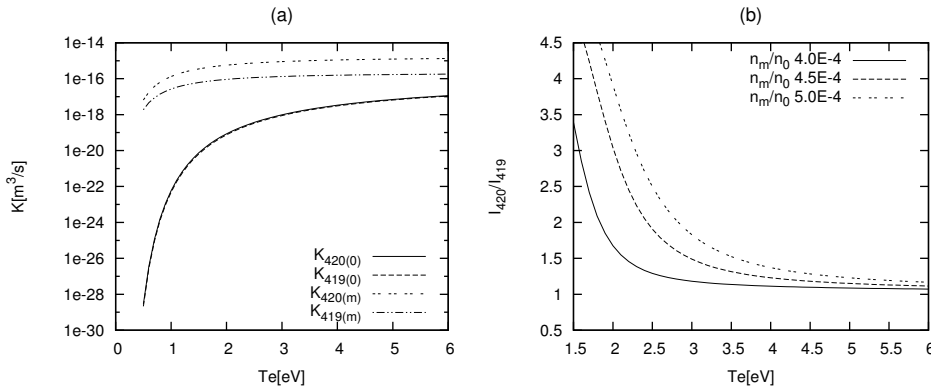 (a)
1e-14
1e-16
1e-18
1e-20
1e-22
1e-24
1e-26
1e-28
1e-30
K[m³/s]
0 1 2 3 4 5 6
Te[eV]
K420(0)
K419(0)
K420(m)
K419(m)
(b)
4.5
4
3.5
3
2.5
2
1.5
1
0.5
I420/I419
1.5 2 2.5 3 3.5 4 4.5 5 5.5 6
Te[eV]
nm/n0 4.0E-4
nm/n0 4.5E-4
nm/n0 5.0E-4